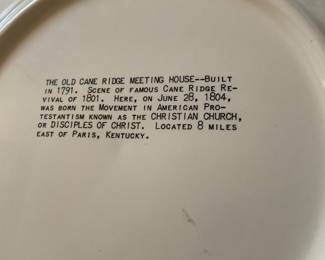 THE OLD CANE RIDGE MEETING HOUSE--BUILT
IN 1791. SCENE OF FAMOUS CANE RIDGE RE-
VIVAL OF 1801. HERE, ON JUNE 28, 1804,
WAS BORN THE MOVEMENT IN AMERICAN PRO-
TESTANTISM KNOWN AS THE CHRISTIAN CHURCH,
OR DISCIPLES OF CHRIST. LOCATED 8 MILES
EAST OF PARIS, KENTUCKY.